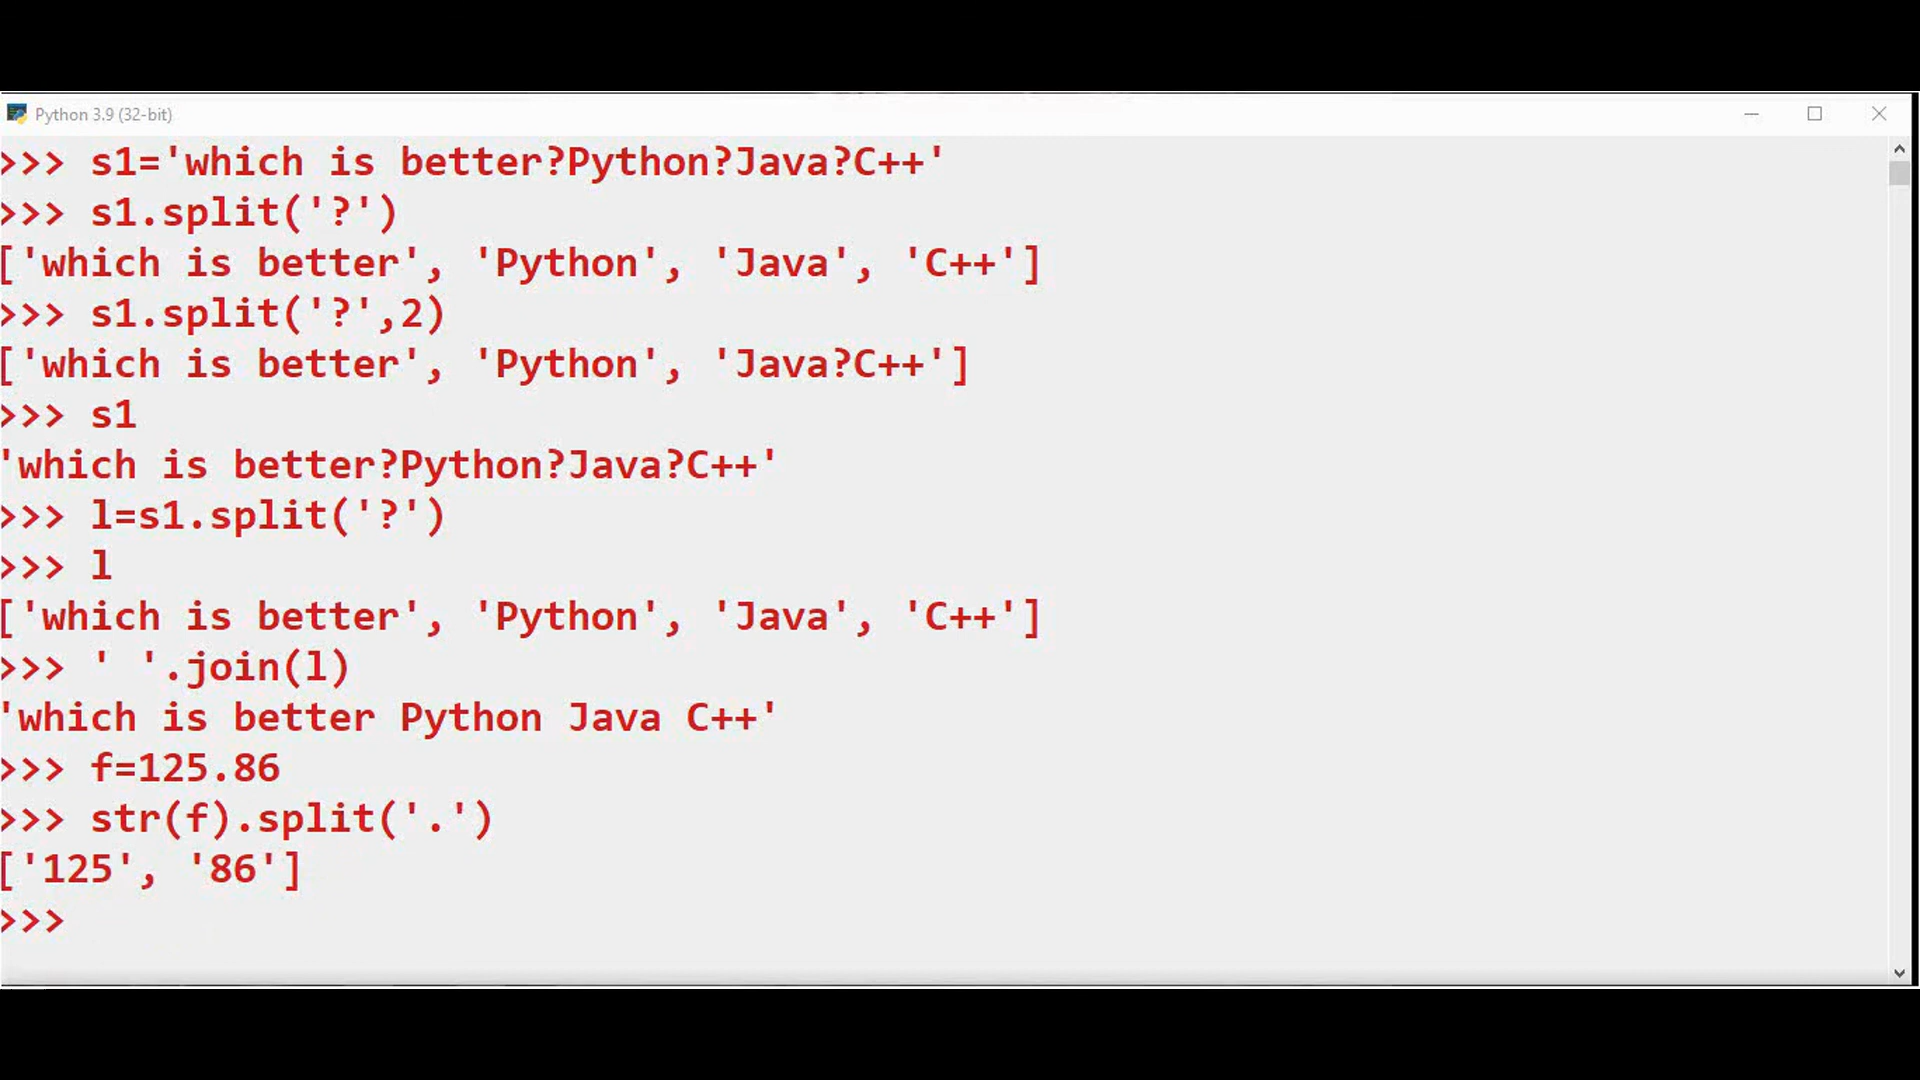 Python 3.9 (32-bit)
>>> s1='which is better?Python?Java?C++'
>>> s1.split('?')
['which is better', 'Python', 'Java', 'C++']
>>> s1.split('?',2)
['which is better', 'Python', 'Java?C++']
>>> s1
'which is better?Python?Java?C++'
>>> l=s1.split('?')
>>> l
['which is better', 'Python', 'Java', 'C++']
>>> ' '.join(l)
'which is better Python Java C++'
>>> f=125.86
>>> str(f).split('.')
['125', '86']
>>>